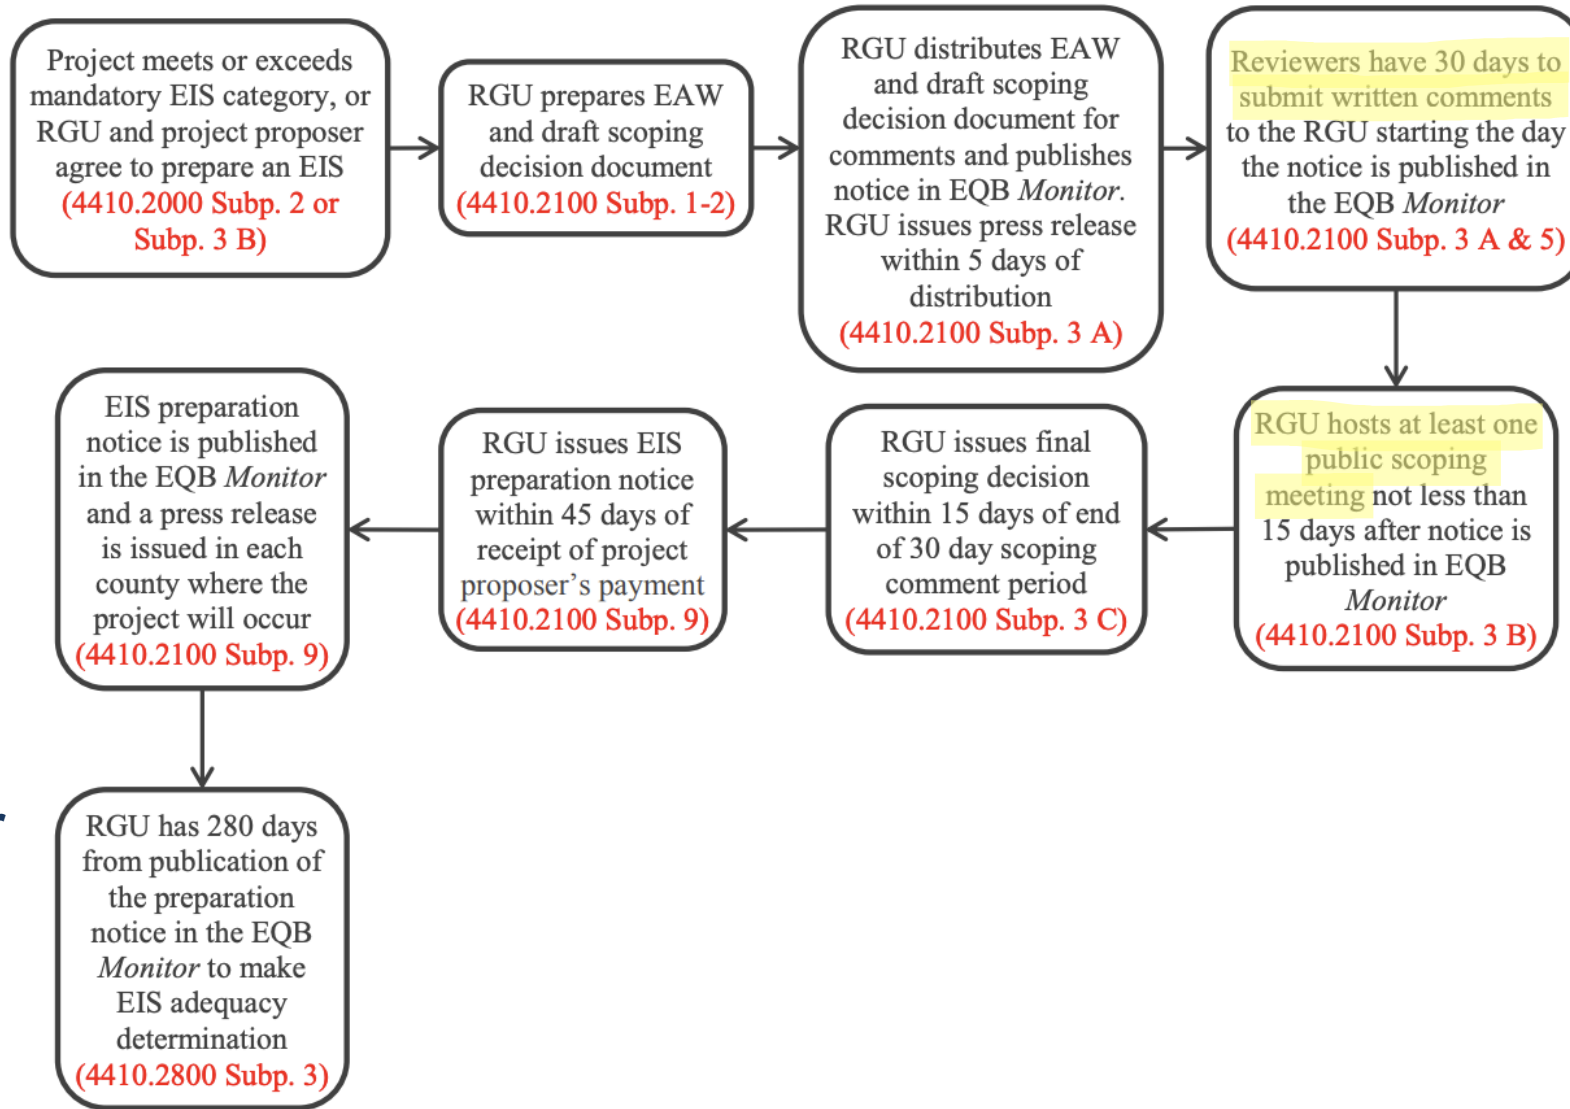 Project meets or exceeds
mandatory EIS category, or
RGU and project proposer
agree to prepare an EIS
(4410.2000 Subp. 2 or
Subp. 3 B)
RGU prepares EAW
and draft scoping
decision document
(4410.2100 Subp. 1-2)
RGU distributes EAW
and draft scoping
decision document for
comments and publishes
notice in EQB Monitor.
RGU issues press release
within 5 days of
distribution
(4410.2100 Subp. 3 A)
Reviewers have 30 days to
submit written comments
to the RGU starting the day
the notice is published in
the EQB Monitor
(4410.2100 Subp. 3 A & 5)
RGU hosts at least one
public scoping
meeting not less than
15 days after notice is
published in EQB
Monitor
(4410.2100 Subp. 3 B)
RGU issues final
scoping decision
within 15 days of end
of 30 day scoping
comment period
(4410.2100 Subp. 3 C)
RGU issues EIS
preparation notice
within 45 days of
receipt of project
proposer’s payment
(4410.2100 Subp. 9)
EIS preparation
notice is published
in the EQB Monitor
and a press release
is issued in each
county where the
project will occur
(4410.2100 Subp. 9)
RGU has 280 days
from publication of
the preparation
notice in the EQB
Monitor to make
EIS adequacy
determination
(4410.2800 Subp. 3)